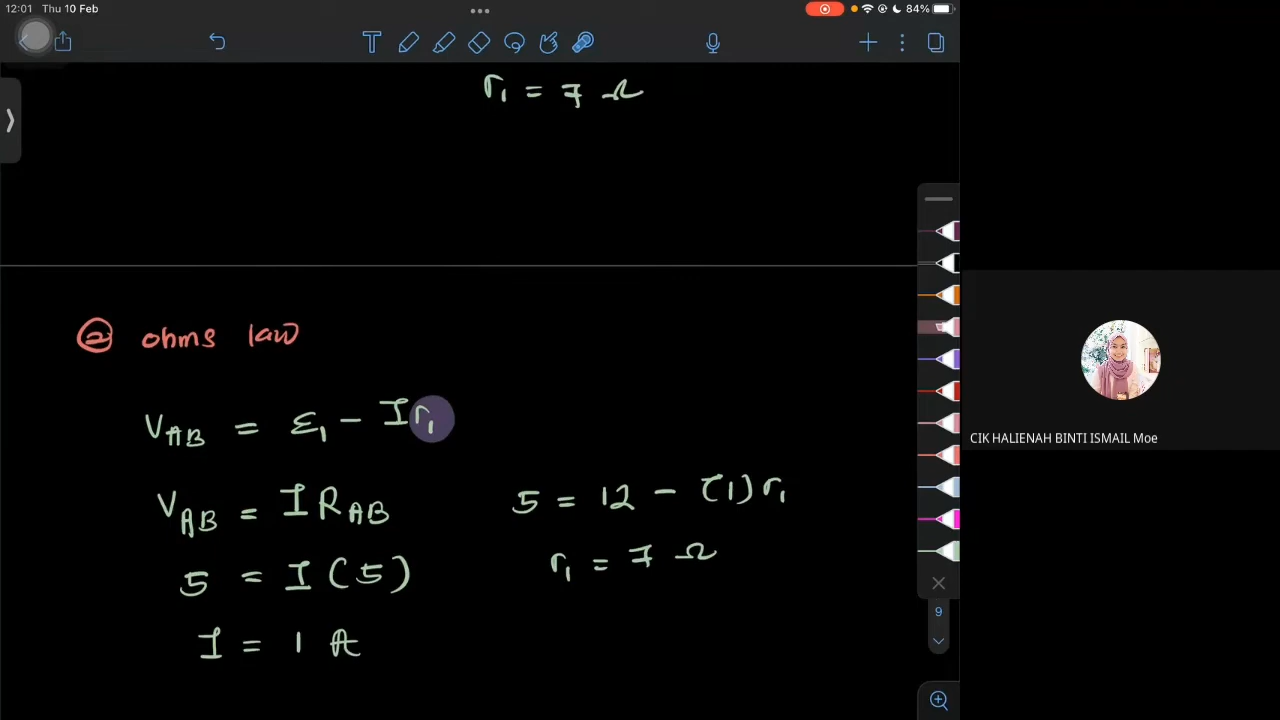 12:01 Thu 10 Feb
84%
r₁ = 7 Ω
② ohms law
V_AB = ε₁ − Ir₁
V_AB = IR_AB
5 = 12 − (1) r₁
5 = I (5)
r₁ = 7 Ω
I = 1 A
9
CIK HALIENAH BINTI ISMAIL Moe